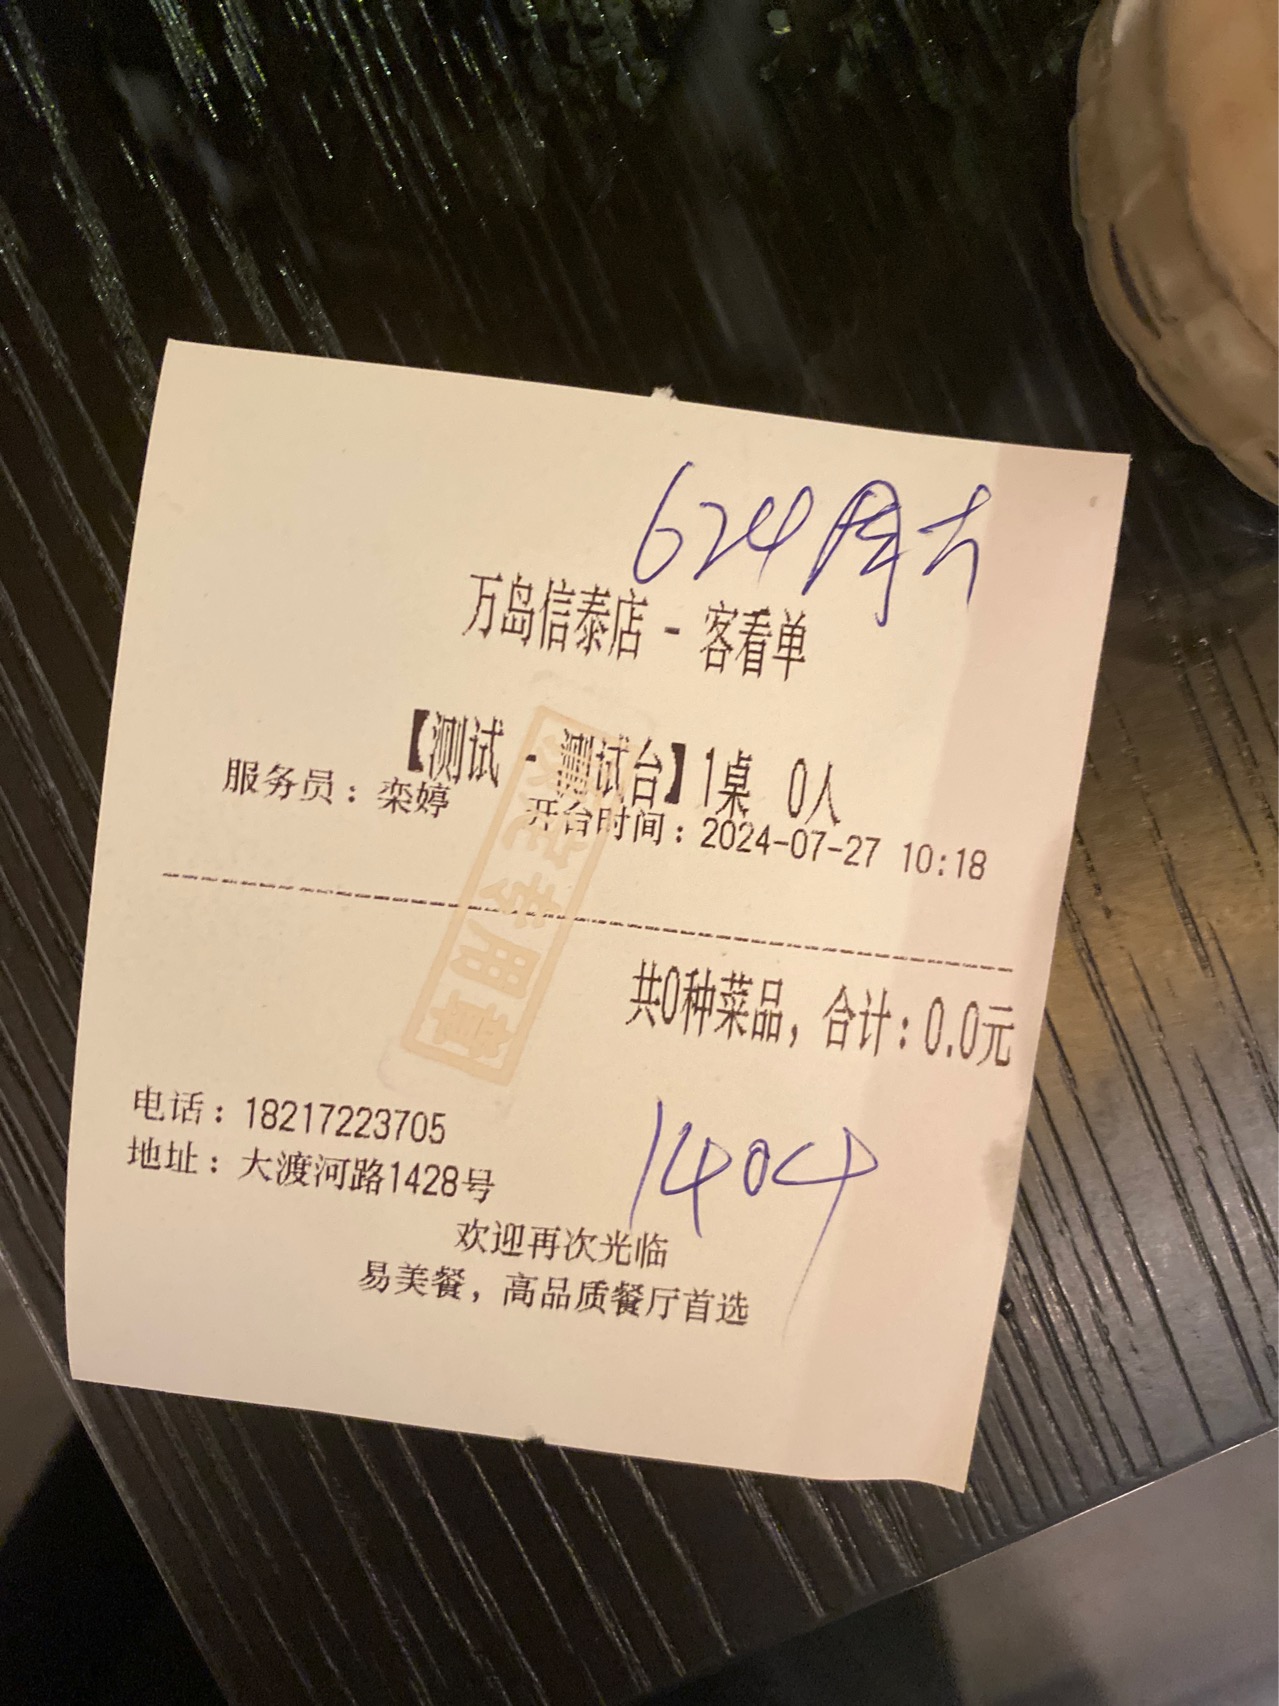 624周六
万岛信泰店 - 客看单
【测试 - 测试台】1桌 0人
服务员：栾婷 开台时间：2024-07-27 10:18
共0种菜品，合计：0.0元
专用章
电话：18217223705
1404
地址：大渡河路1428号
欢迎再次光临
易美餐，高品质餐厅首选